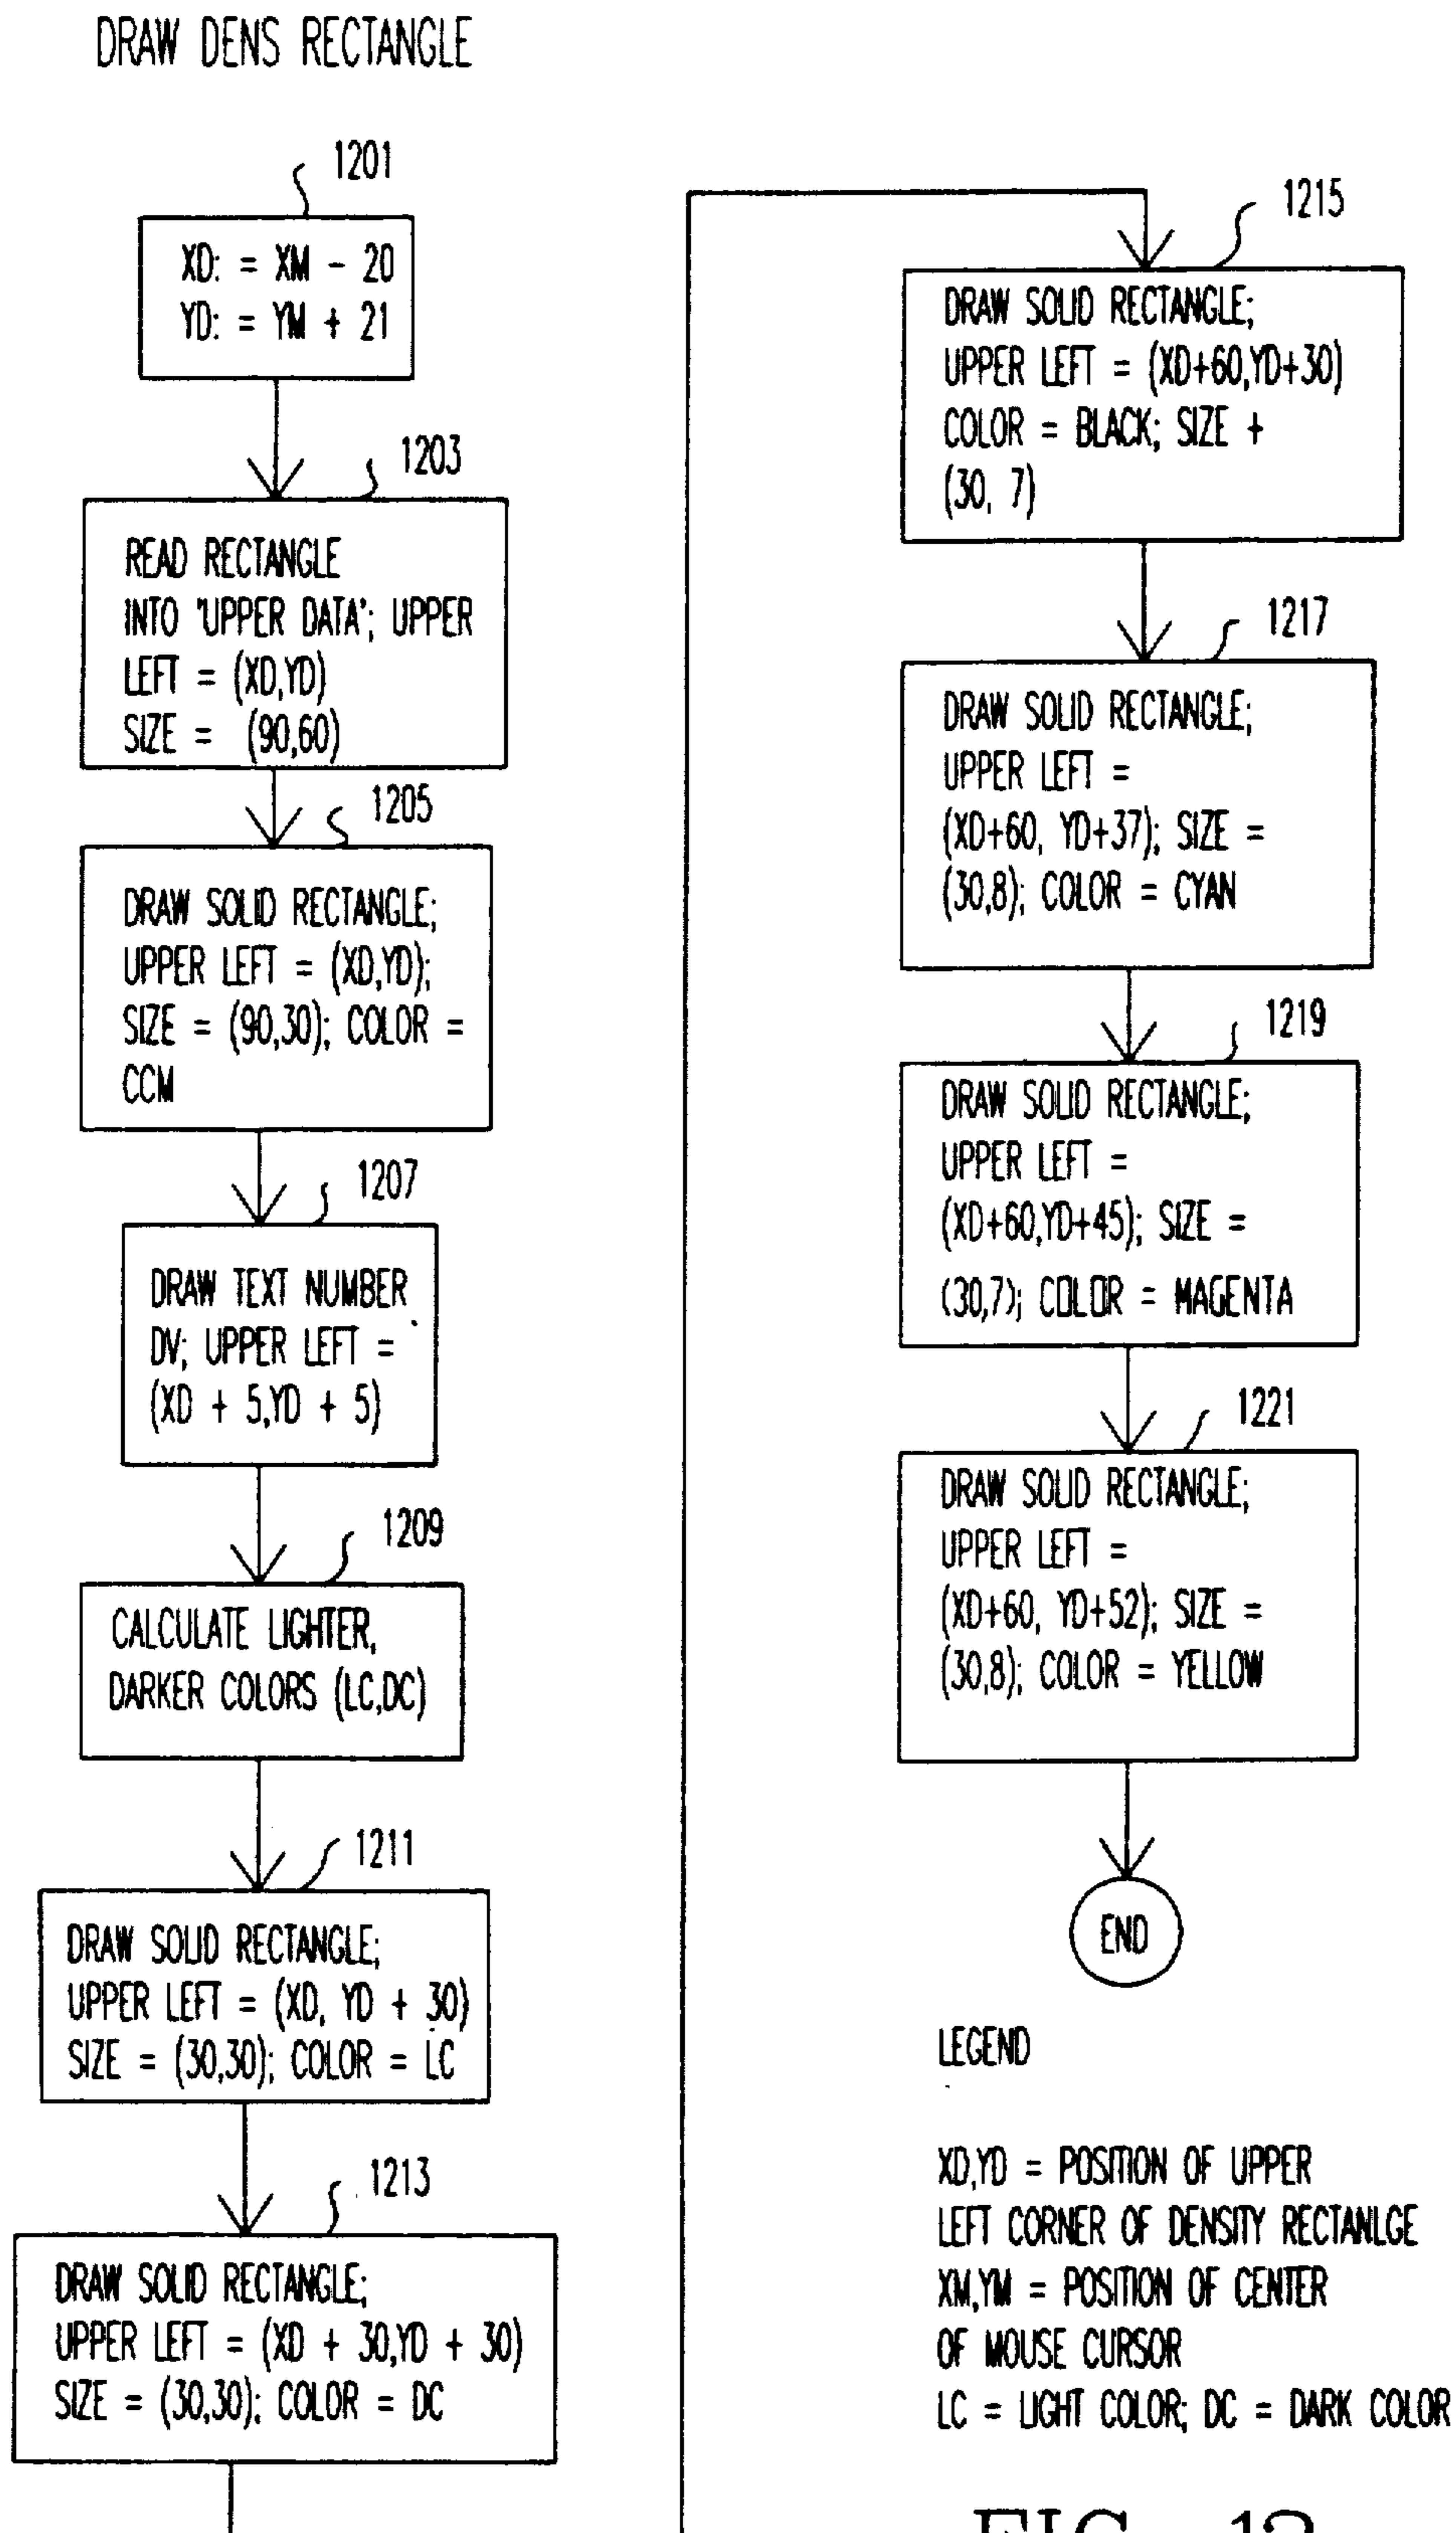 DRAW DENS RECTANGLE
1201
XD: = XM - 20
YD: = YM + 21
1203
READ RECTANGLE
INTO 'UPPER DATA'; UPPER
LEFT = (XD,YD)
SIZE = (90,60)
1205
DRAW SOLID RECTANGLE;
UPPER LEFT = (XD,YD);
SIZE = (90,30); COLOR =
CCM
1207
DRAW TEXT NUMBER
DV; UPPER LEFT =
(XD + 5,YD + 5)
1209
CALCULATE LIGHTER,
DARKER COLORS (LC,DC)
1211
DRAW SOLID RECTANGLE;
UPPER LEFT = (XD, YD + 30)
SIZE = (30,30); COLOR = LC
1213
DRAW SOLID RECTANGLE;
UPPER LEFT = (XD + 30,YD + 30)
SIZE = (30,30); COLOR = DC
1215
DRAW SOLID RECTANGLE;
UPPER LEFT = (XD+60,YD+30)
COLOR = BLACK; SIZE +
(30, 7)
1217
DRAW SOLID RECTANGLE;
UPPER LEFT =
(XD+60, YD+37); SIZE =
(30,8); COLOR = CYAN
1219
DRAW SOLID RECTANGLE;
UPPER LEFT =
(XD+60,YD+45); SIZE =
(30,7); COLOR = MAGENTA
1221
DRAW SOLID RECTANGLE;
UPPER LEFT =
(XD+60, YD+52); SIZE =
(30,8); COLOR = YELLOW
END
LEGEND
XD,YD = POSITION OF UPPER
LEFT CORNER OF DENSITY RECTANLGE
XM,YM = POSITION OF CENTER
OF MOUSE CURSOR
LC = LIGHT COLOR; DC = DARK COLOR
FIG. 12